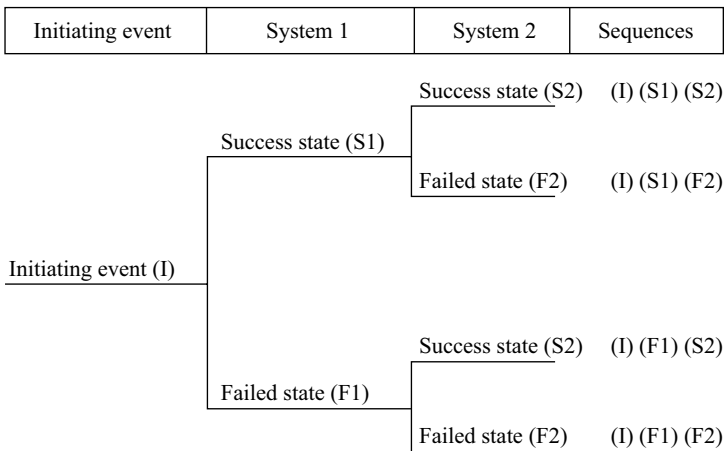 Initiating event System 1 System 2 Sequences
Success state (S2) (I) (S1) (S2)
Success state (S1)
Failed state (F2) (I) (S1) (F2)
Initiating event (I)
Success state (S2) (I) (F1) (S2)
Failed state (F1)
Failed state (F2) (I) (F1) (F2)